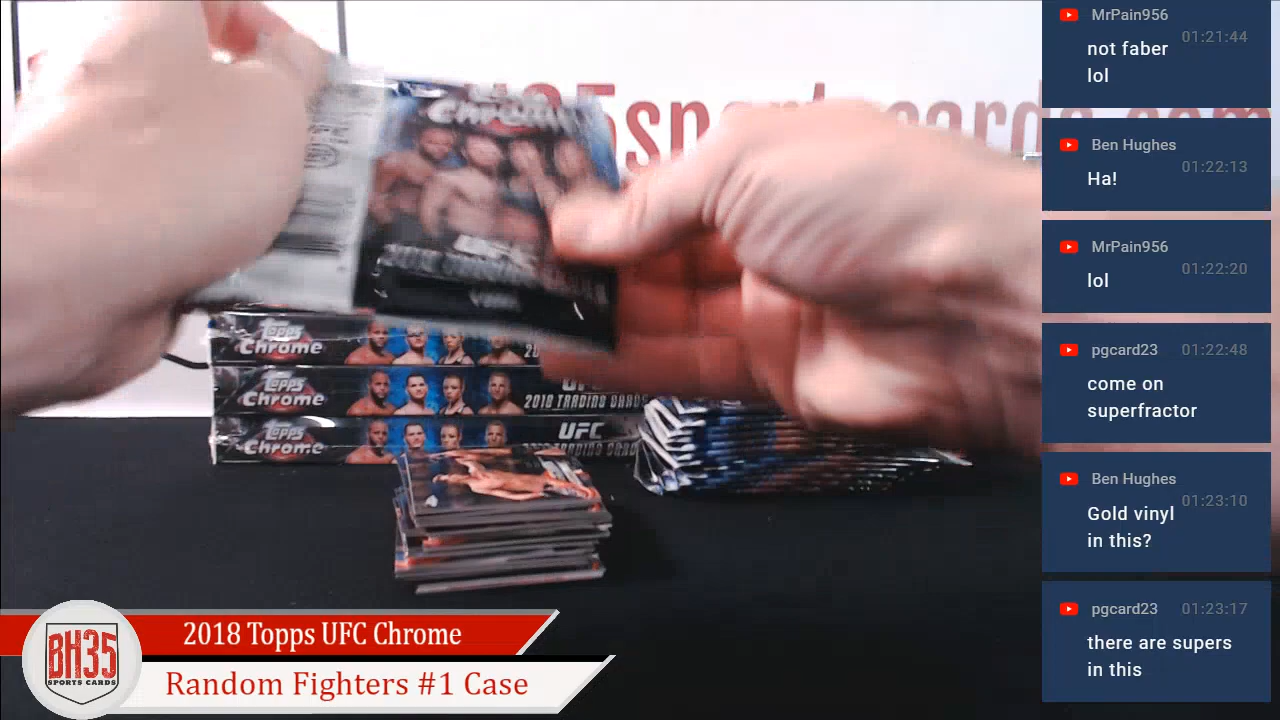 Chrome
35sportscards.com
Topps
Chrome
Topps
Chrome
2018 TRADING CARDS
Topps
Chrome
UFC
BH35
SPORTS CARDS
2018 Topps UFC Chrome
Random Fighters #1 Case
MrPain956
01:21:44
not faber
lol
Ben Hughes
01:22:13
Ha!
MrPain956
01:22:20
lol
pgcard23 01:22:48
come on
superfractor
Ben Hughes
01:23:10
Gold vinyl
in this?
pgcard23 01:23:17
there are supers
in this